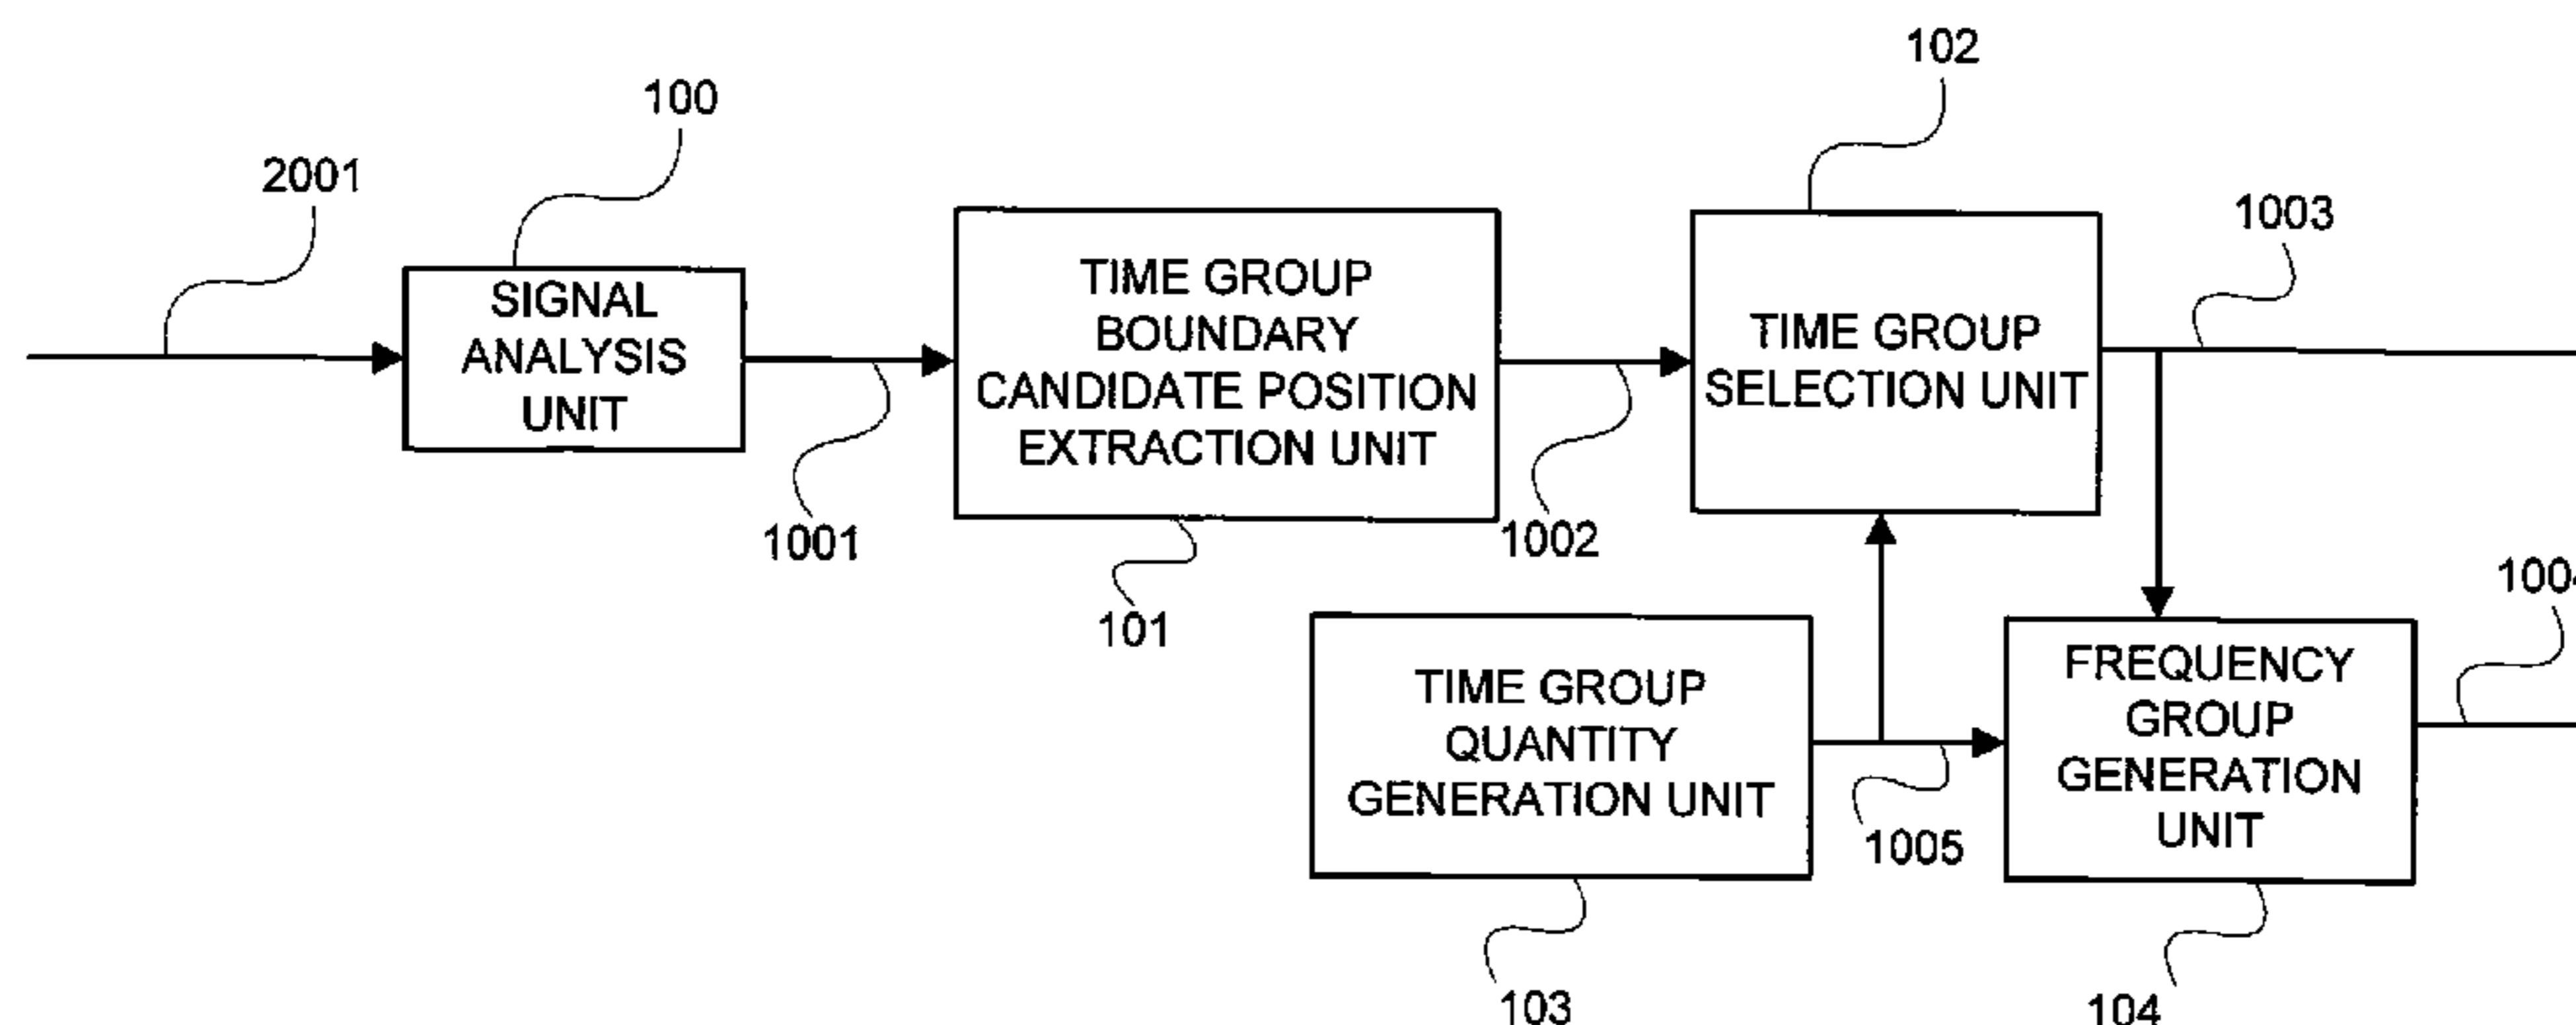 102
100
2001
1003
SIGNAL
ANALYSIS
UNIT
TIME GROUP
BOUNDARY
CANDIDATE POSITION
EXTRACTION UNIT
TIME GROUP
SELECTION UNIT
1001
1002
101
1004
TIME GROUP
QUANTITY
GENERATION UNIT
FREQUENCY
GROUP
GENERATION
UNIT
1005
103
104